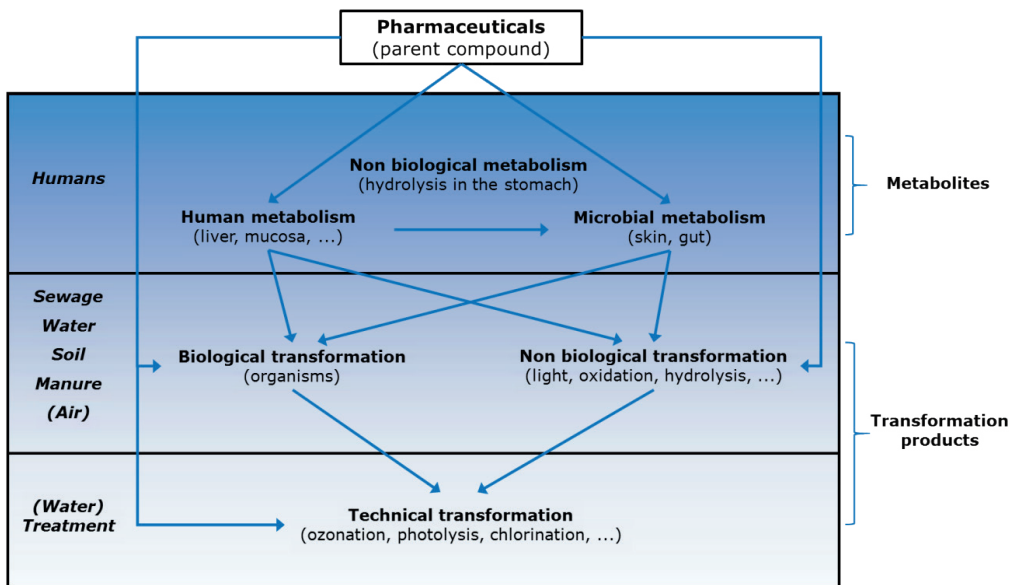 Pharmaceuticals
(parent compound)
Humans
Non biological metabolism
(hydrolysis in the stomach)
Human metabolism
(liver, mucosa, ...)
Microbial metabolism
(skin, gut)
Metabolites
Sewage
Water
Soil
Manure
(Air)
Biological transformation
(organisms)
Non biological transformation
(light, oxidation, hydrolysis, ...)
Transformation
products
(Water)
Treatment
Technical transformation
(ozonation, photolysis, chlorination, ...)